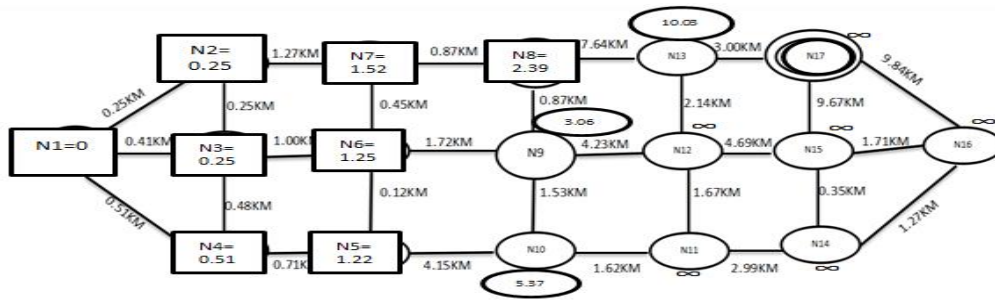 10.03
N2=
0.25
1.27KM
N7=
1.52
0.87KM
N8=
2.39
7.64KM
N13
3.00KM
N17
∞
0.25KM
0.25KM
0.45KM
0.87KM
2.14KM
9.67KM
9.84KM
3.06
N1=0
0.41KM
N3=
0.25
1.00KM
N6=
1.25
1.72KM
N9
4.23KM
N12
∞
4.69KM
N15
∞
1.71KM
N16
∞
0.51KM
0.48KM
0.12KM
1.53KM
1.67KM
0.35KM
1.27KM
N4=
0.51
0.71K
N5=
1.22
4.15KM
N10
1.62KM
N11
∞
2.99KM
N14
∞
5.37